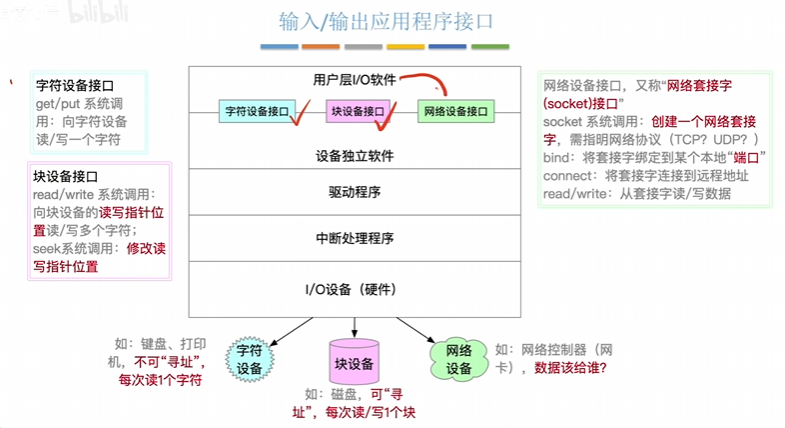 bilibili
输入/输出应用程序接口
字符设备接口
get/put 系统调
用：向字符设备
读/写一个字符
块设备接口
read/write 系统调用：
向块设备的读写指针位
置读/写多个字符；
seek系统调用：修改读
写指针位置
用户层I/O软件
字符设备接口
块设备接口
网络设备接口
设备独立软件
驱动程序
中断处理程序
I/O设备（硬件）
网络设备接口，又称“网络套接字
(socket)接口”
socket 系统调用：创建一个网络套接
字，需指明网络协议（TCP？UDP？）
bind：将套接字绑定到某个本地“端口”
connect：将套接字连接到远程地址
read/write：从套接字读/写数据
如：键盘、打印
机，不可“寻址”，
每次读1个字符
字符
设备
块设备
如：磁盘，可“寻
址”，每次读/写1个块
网络
设备
如：网络控制器（网
卡），数据该给谁？